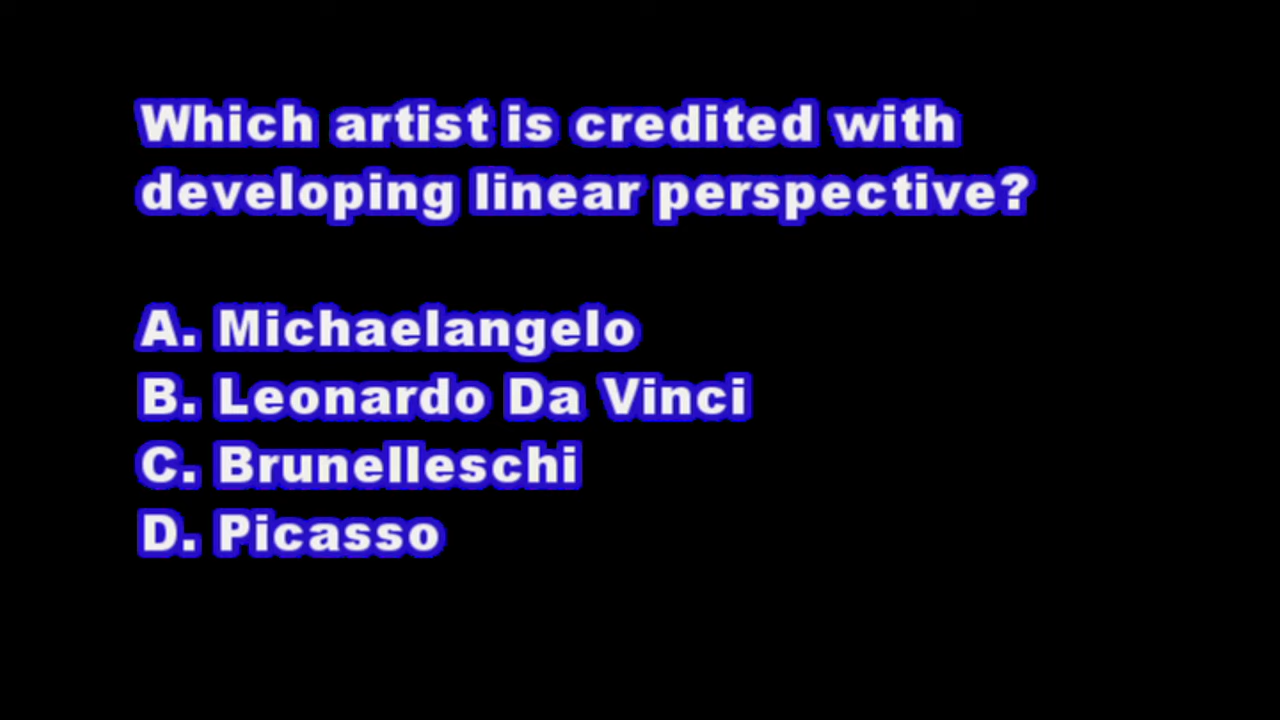 Which artist is credited with
developing linear perspective?
A. Michaelangelo
B. Leonardo Da Vinci
C. Brunelleschi
D. Picasso